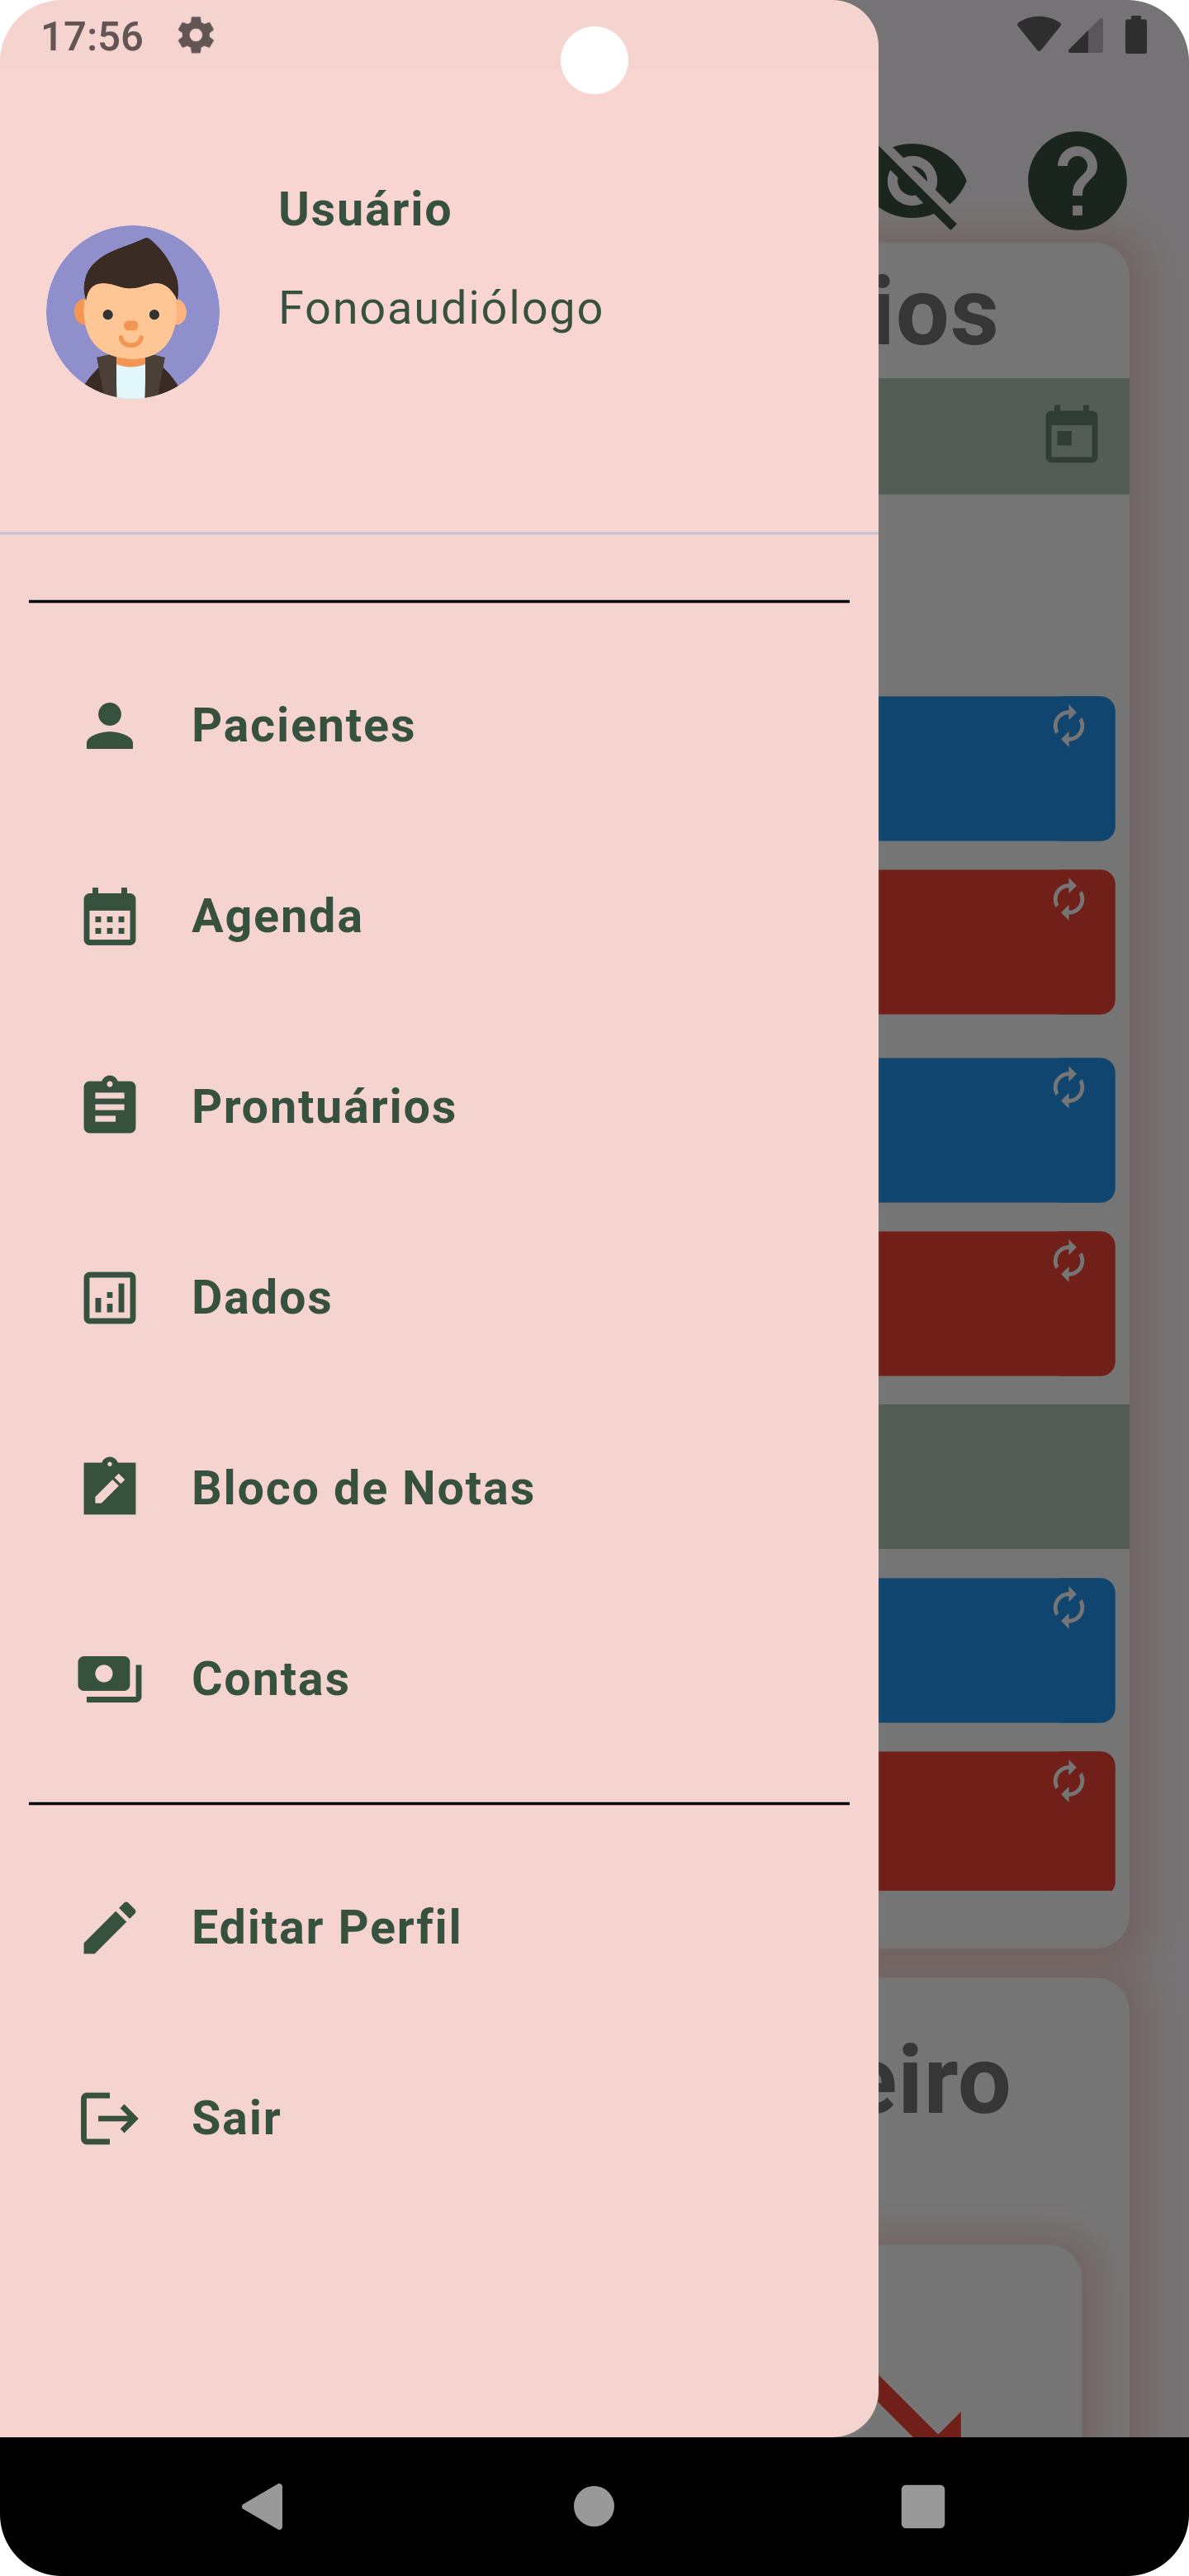 17:56
Usuário
Fonoaudiólogo
ios
Pacientes
Agenda
Prontuários
Dados
Bloco de Notas
Contas
Editar Perfil
eiro
Sair